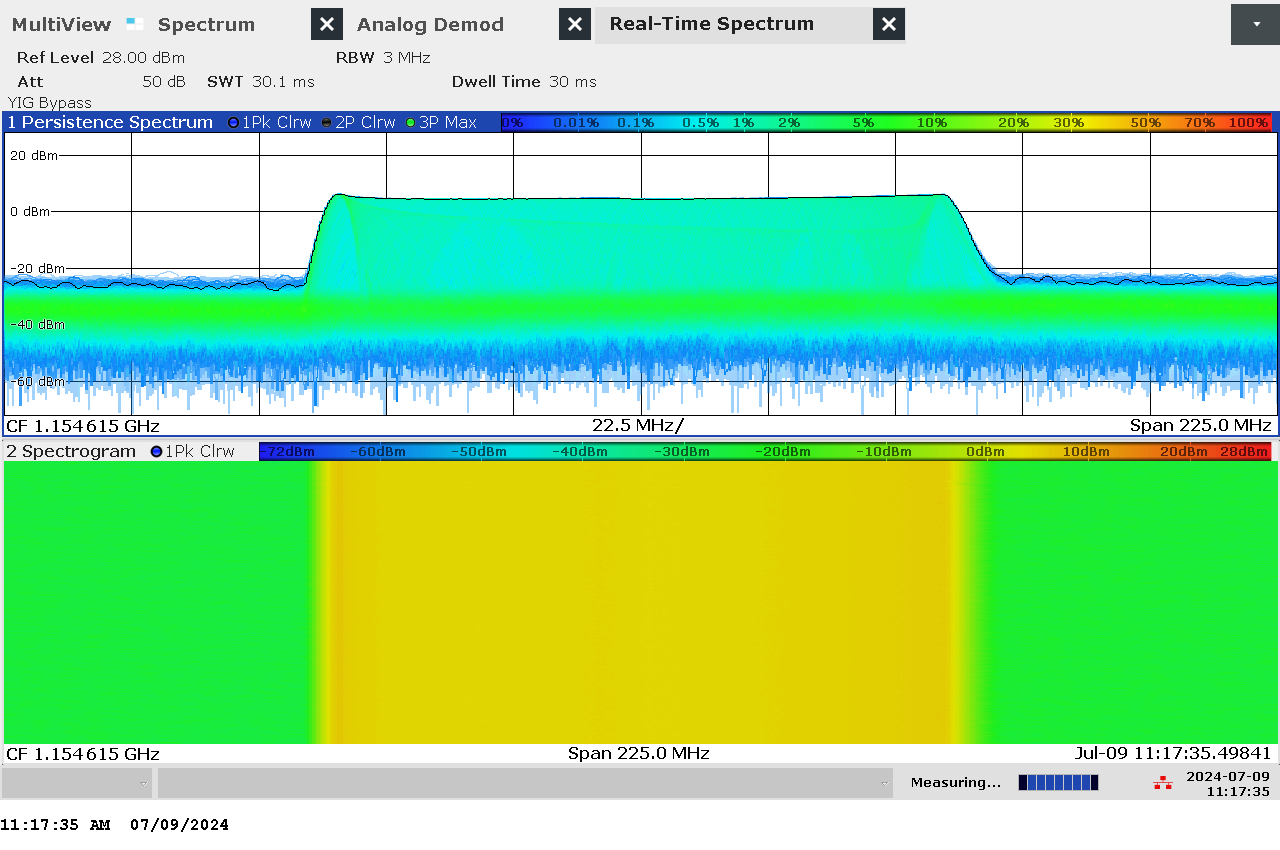 MultiView Spectrum Analog Demod Real-Time Spectrum
Ref Level 28.00 dBm RBW 3 MHz
Att 50 dB SWT 30.1 ms Dwell Time 30 ms
YIG Bypass
1 Persistence Spectrum 1Pk Clrw 2P Clrw 3P Max 0% 0.01% 0.1% 0.5% 1% 2% 5% 10% 20% 30% 50% 70% 100%
20 dBm
0 dBm
-20 dBm
-40 dBm
-60 dBm
CF 1.154615 GHz 22.5 MHz/ Span 225.0 MHz
2 Spectrogram 1Pk Clrw -72dBm -60dBm -50dBm -40dBm -30dBm -20dBm -10dBm 0dBm 10dBm 20dBm 28dBm
CF 1.154615 GHz Span 225.0 MHz Jul-09 11:17:35.49841
Measuring... 2024-07-09
11:17:35
11:17:35 AM 07/09/2024